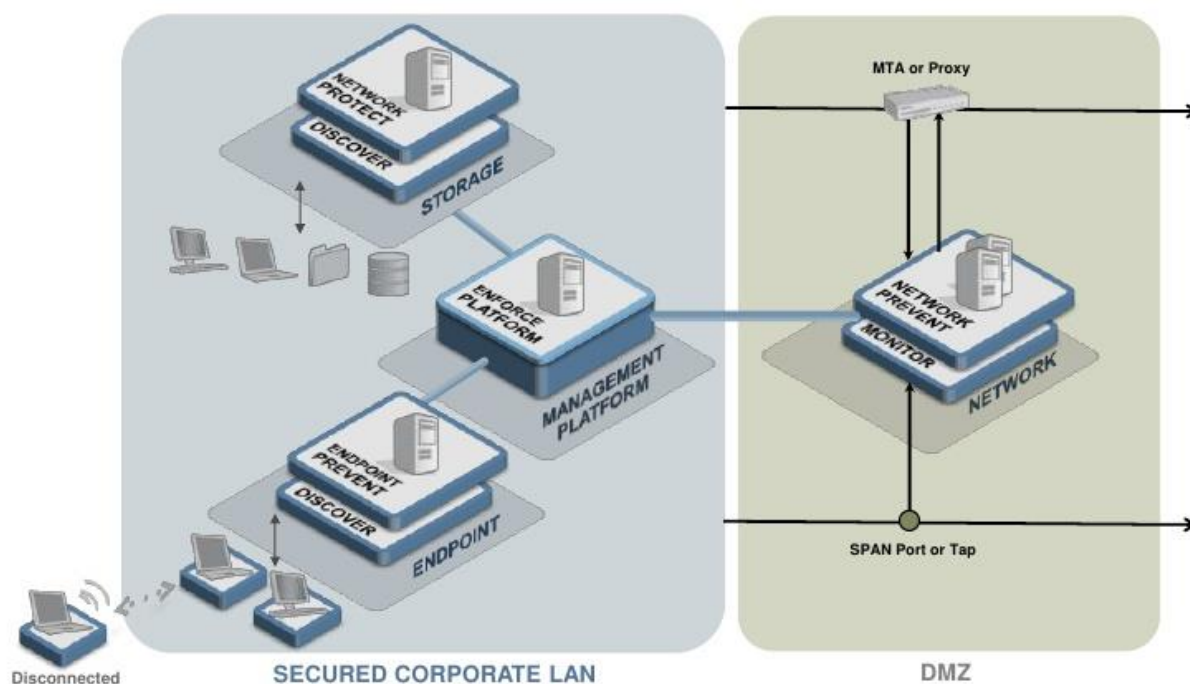 NETWORK
PROTECT
DISCOVER
STORAGE
MTA or Proxy
ENFORCE
PLATFORM
MANAGEMENT
PLATFORM
NETWORK
PREVENT
MONITOR
NETWORK
ENDPOINT
PREVENT
DISCOVER
ENDPOINT
SPAN Port or Tap
Disconnected
SECURED CORPORATE LAN
DMZ